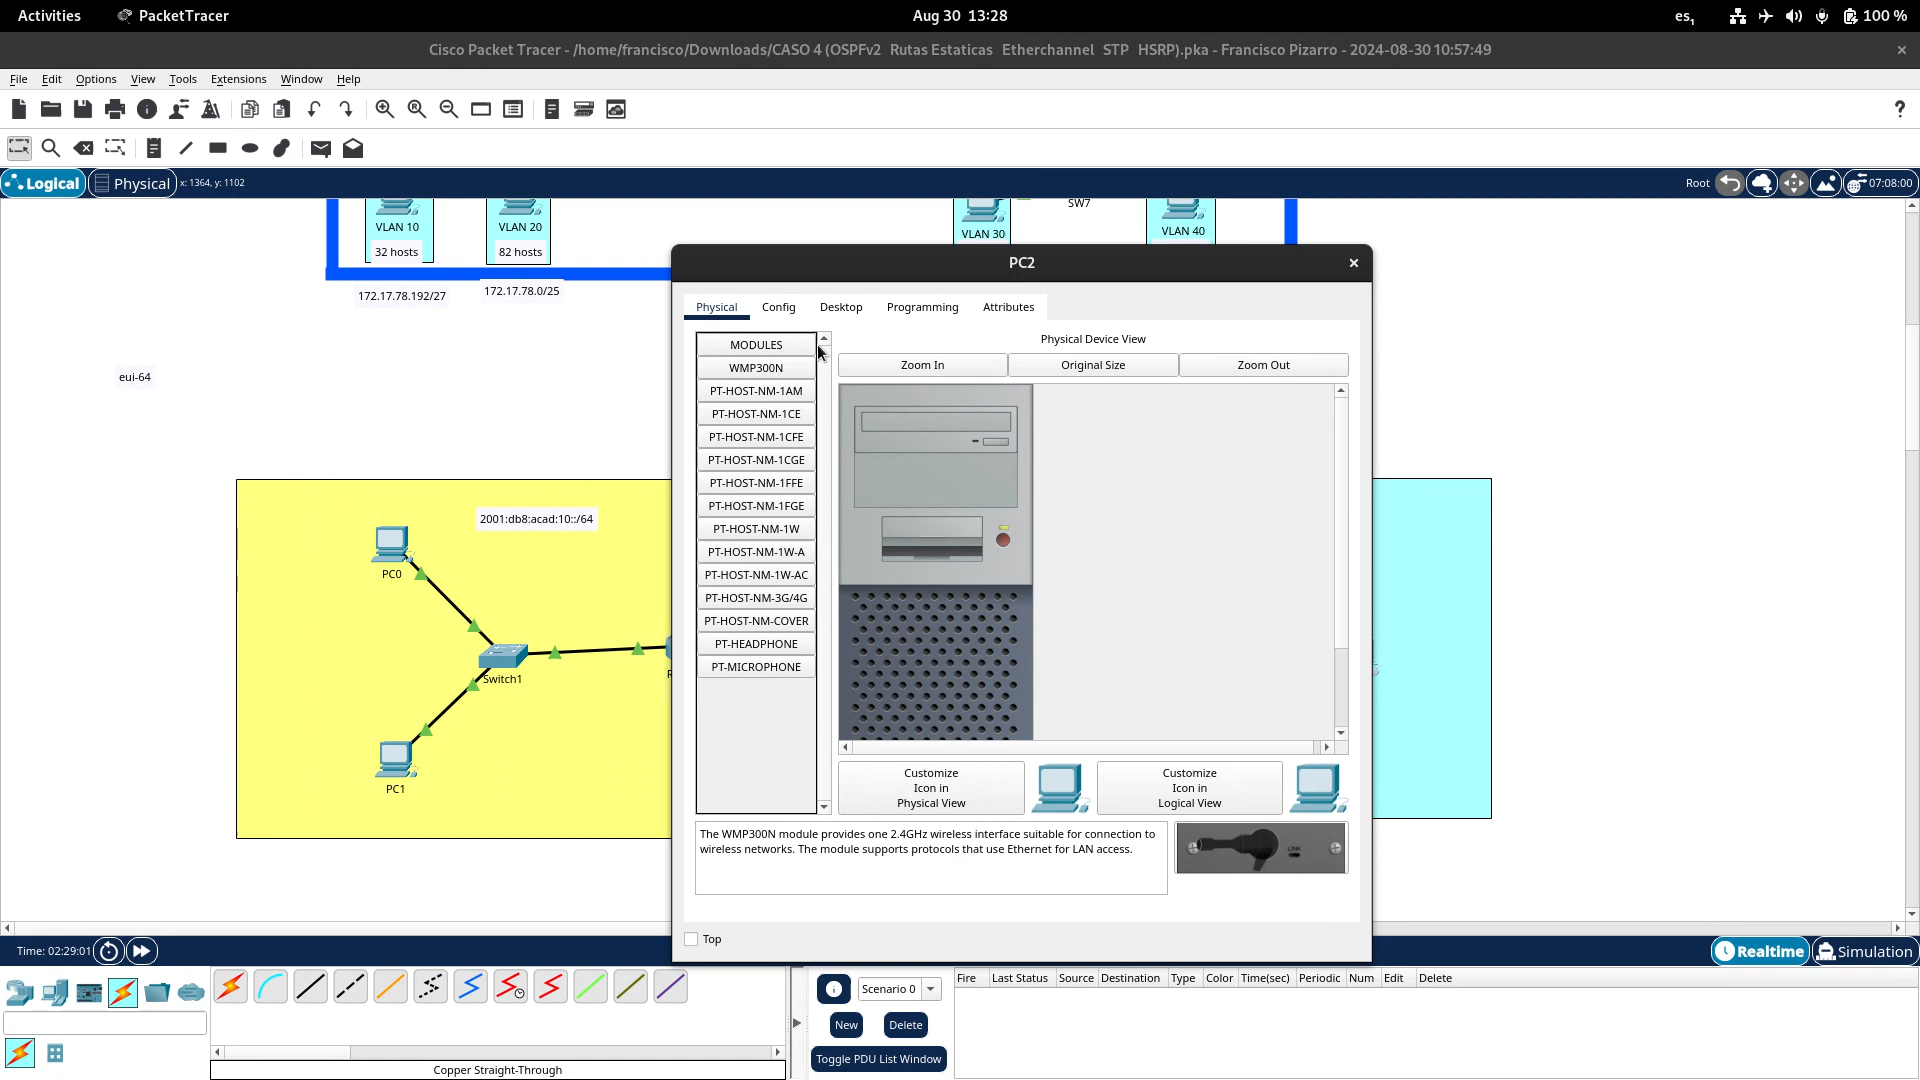 Activities
PacketTracer
Aug 30 13:28
es₁
100 %
Cisco Packet Tracer - /home/francisco/Downloads/CASO 4 (OSPFv2 Rutas Estaticas Etherchannel STP HSRP).pka - Francisco Pizarro - 2024-08-30 10:57:49
File Edit Options View Tools Extensions Window Help
Logical
Physical
x: 1364, y: 1102
Root
07:08:00
SW7
VLAN 10
VLAN 20
VLAN 30
VLAN 40
32 hosts
82 hosts
172.17.78.192/27
172.17.78.0/25
eui-64
2001:db8:acad:10::/64
PC0
Switch1
PC1
PC2
Physical Config Desktop Programming Attributes
MODULES
WMP300N
PT-HOST-NM-1AM
PT-HOST-NM-1CE
PT-HOST-NM-1CFE
PT-HOST-NM-1CGE
PT-HOST-NM-1FFE
PT-HOST-NM-1FGE
PT-HOST-NM-1W
PT-HOST-NM-1W-A
PT-HOST-NM-1W-AC
PT-HOST-NM-3G/4G
PT-HOST-NM-COVER
PT-HEADPHONE
PT-MICROPHONE
Physical Device View
Zoom In
Original Size
Zoom Out
Customize
Icon in
Physical View
Customize
Icon in
Logical View
The WMP300N module provides one 2.4GHz wireless interface suitable for connection to
wireless networks. The module supports protocols that use Ethernet for LAN access.
LINK
Top
Time: 02:29:01
Realtime
Simulation
Scenario 0
New
Delete
Toggle PDU List Window
Fire Last Status Source Destination Type Color Time(sec) Periodic Num Edit Delete
Copper Straight-Through